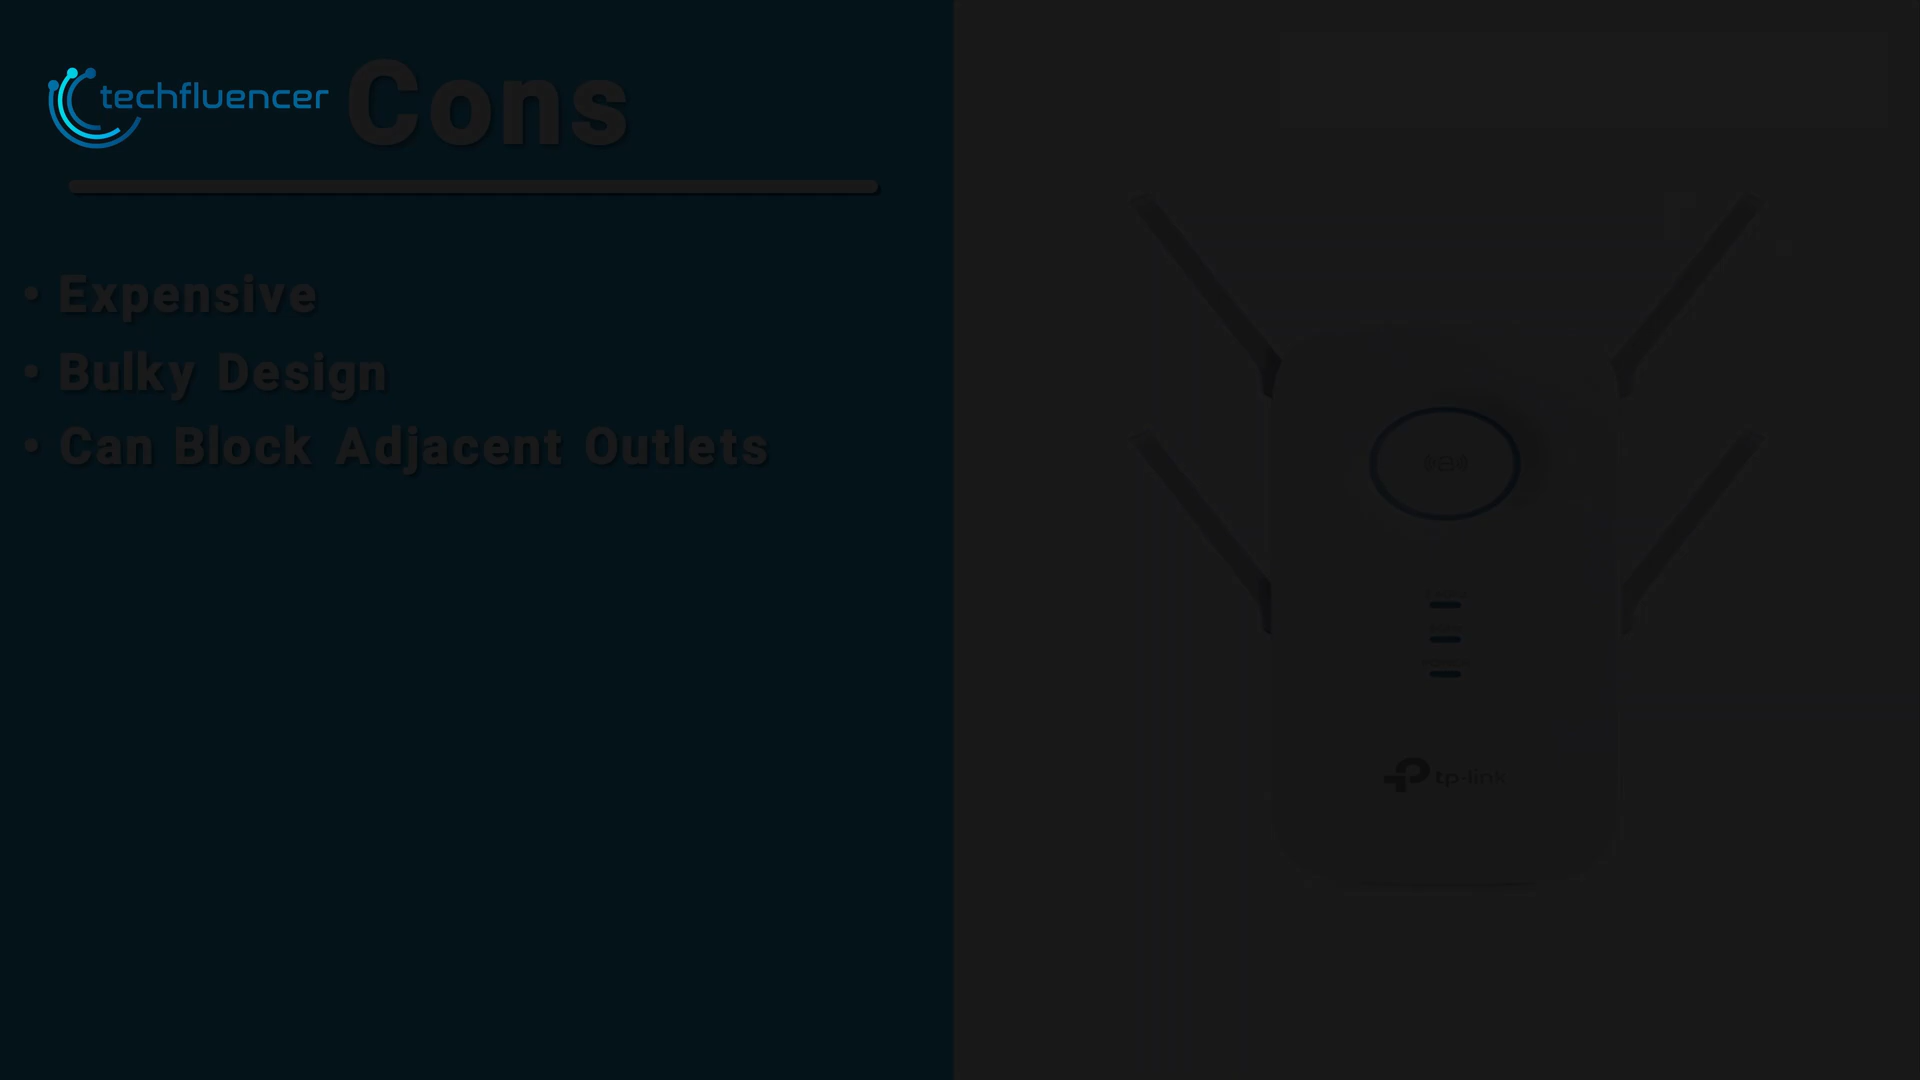 techfluencer
Cons
• Expensive
• Bulky Design
• Can Block Adjacent Outlets
tp-link